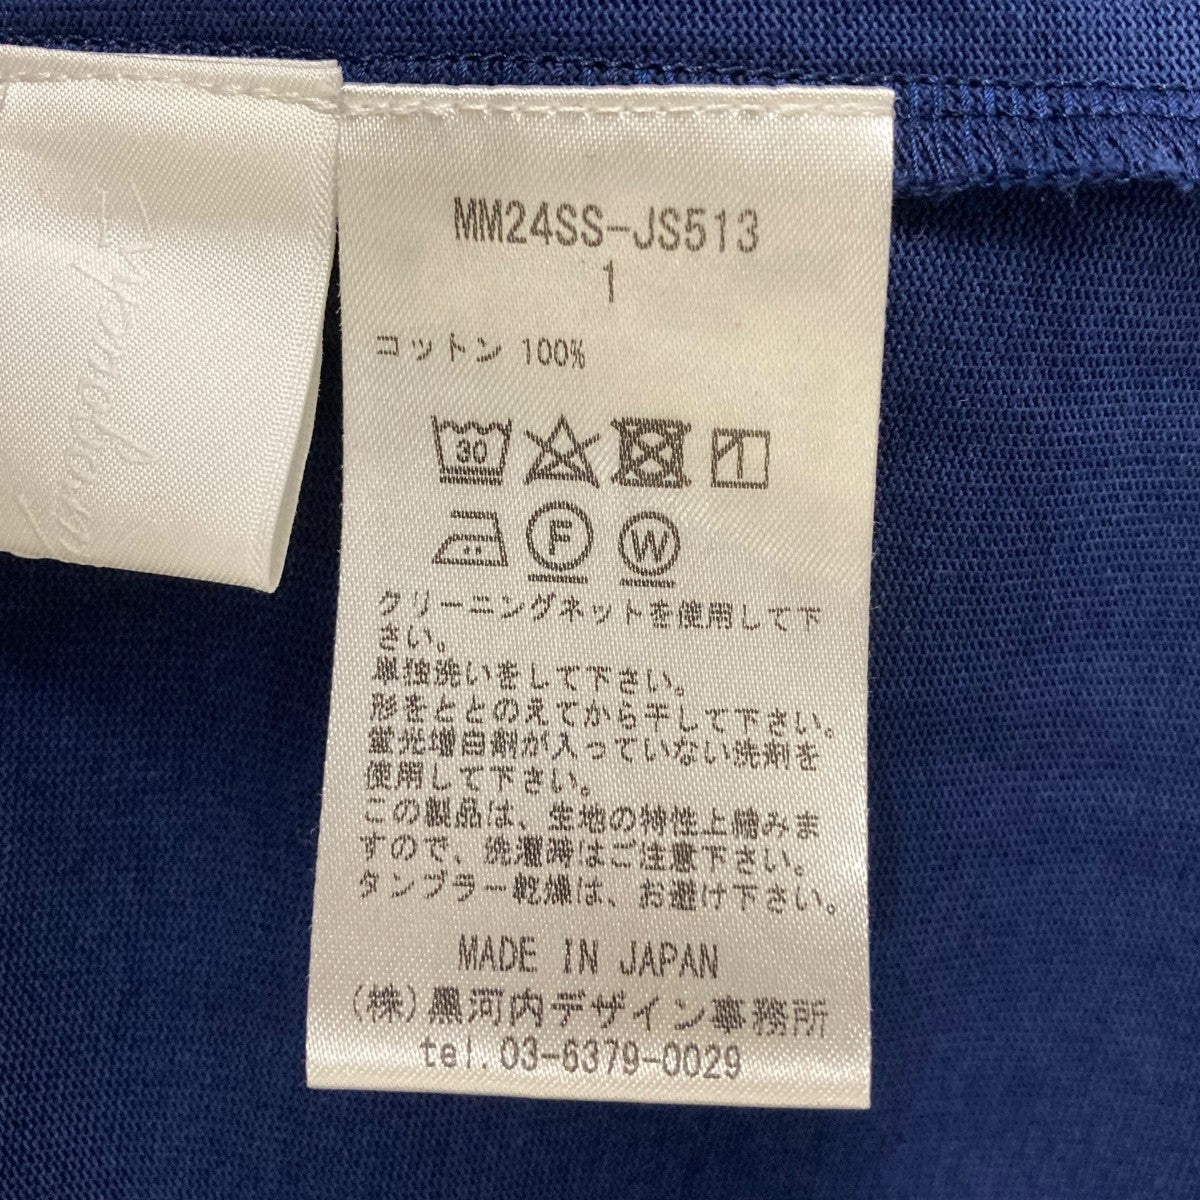 MM24SS-JS513
1
コットン 100%
30
F W
クリーニングネットを使用して下
さい。
単独洗いをして下さい。
形をととのえてから干して下さい。
蛍光増白剤が入っていない洗剤を
使用して下さい。
この製品は、生地の特性上縮みま
すので、洗濯時はご注意下さい。
タンブラー乾燥は、お避け下さい。
MADE IN JAPAN
(株)黒河内デザイン事務所
tel.03-6379-0029